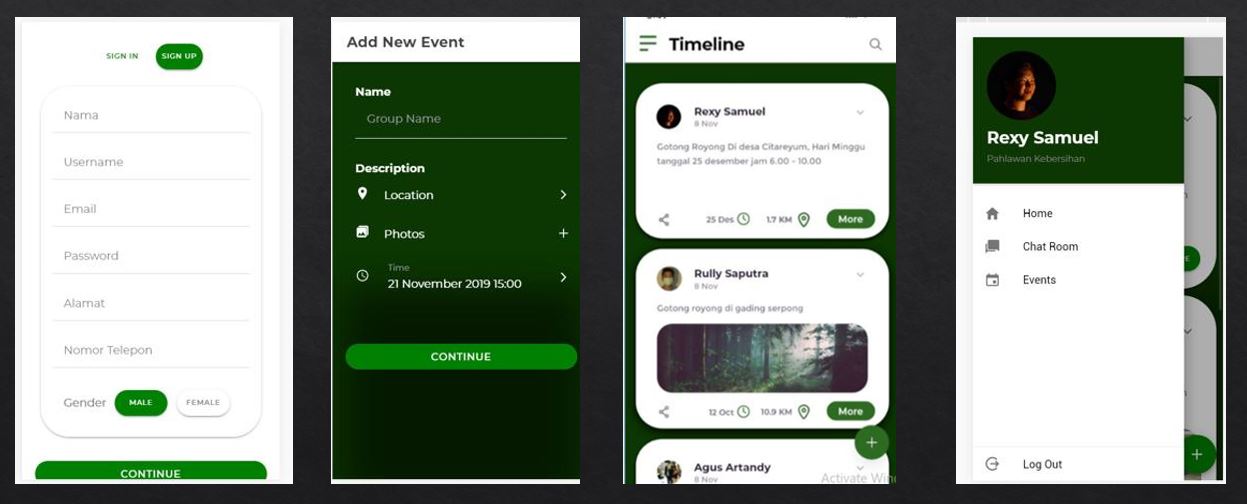 SIGN IN
SIGN UP
Nama
Username
Email
Password
Alamat
Nomor Telepon
Gender
MALE
FEMALE
CONTINUE
Add New Event
Name
Group Name
Description
Location
Photos
Time
21 November 2019 15:00
CONTINUE
Timeline
Rexy Samuel
8 Nov
Gotong Royong Di desa Citareyum, Hari Minggu
tanggal 25 desember jam 6.00 - 10.00
25 Des
1.7 KM
More
Rully Saputra
8 Nov
Gotong royong di gading serpong
12 Oct
10.9 KM
More
Agus Artandy
8 Nov
Activate Win
Rexy Samuel
Pahlawan Kebersihan
Home
Chat Room
Events
Log Out